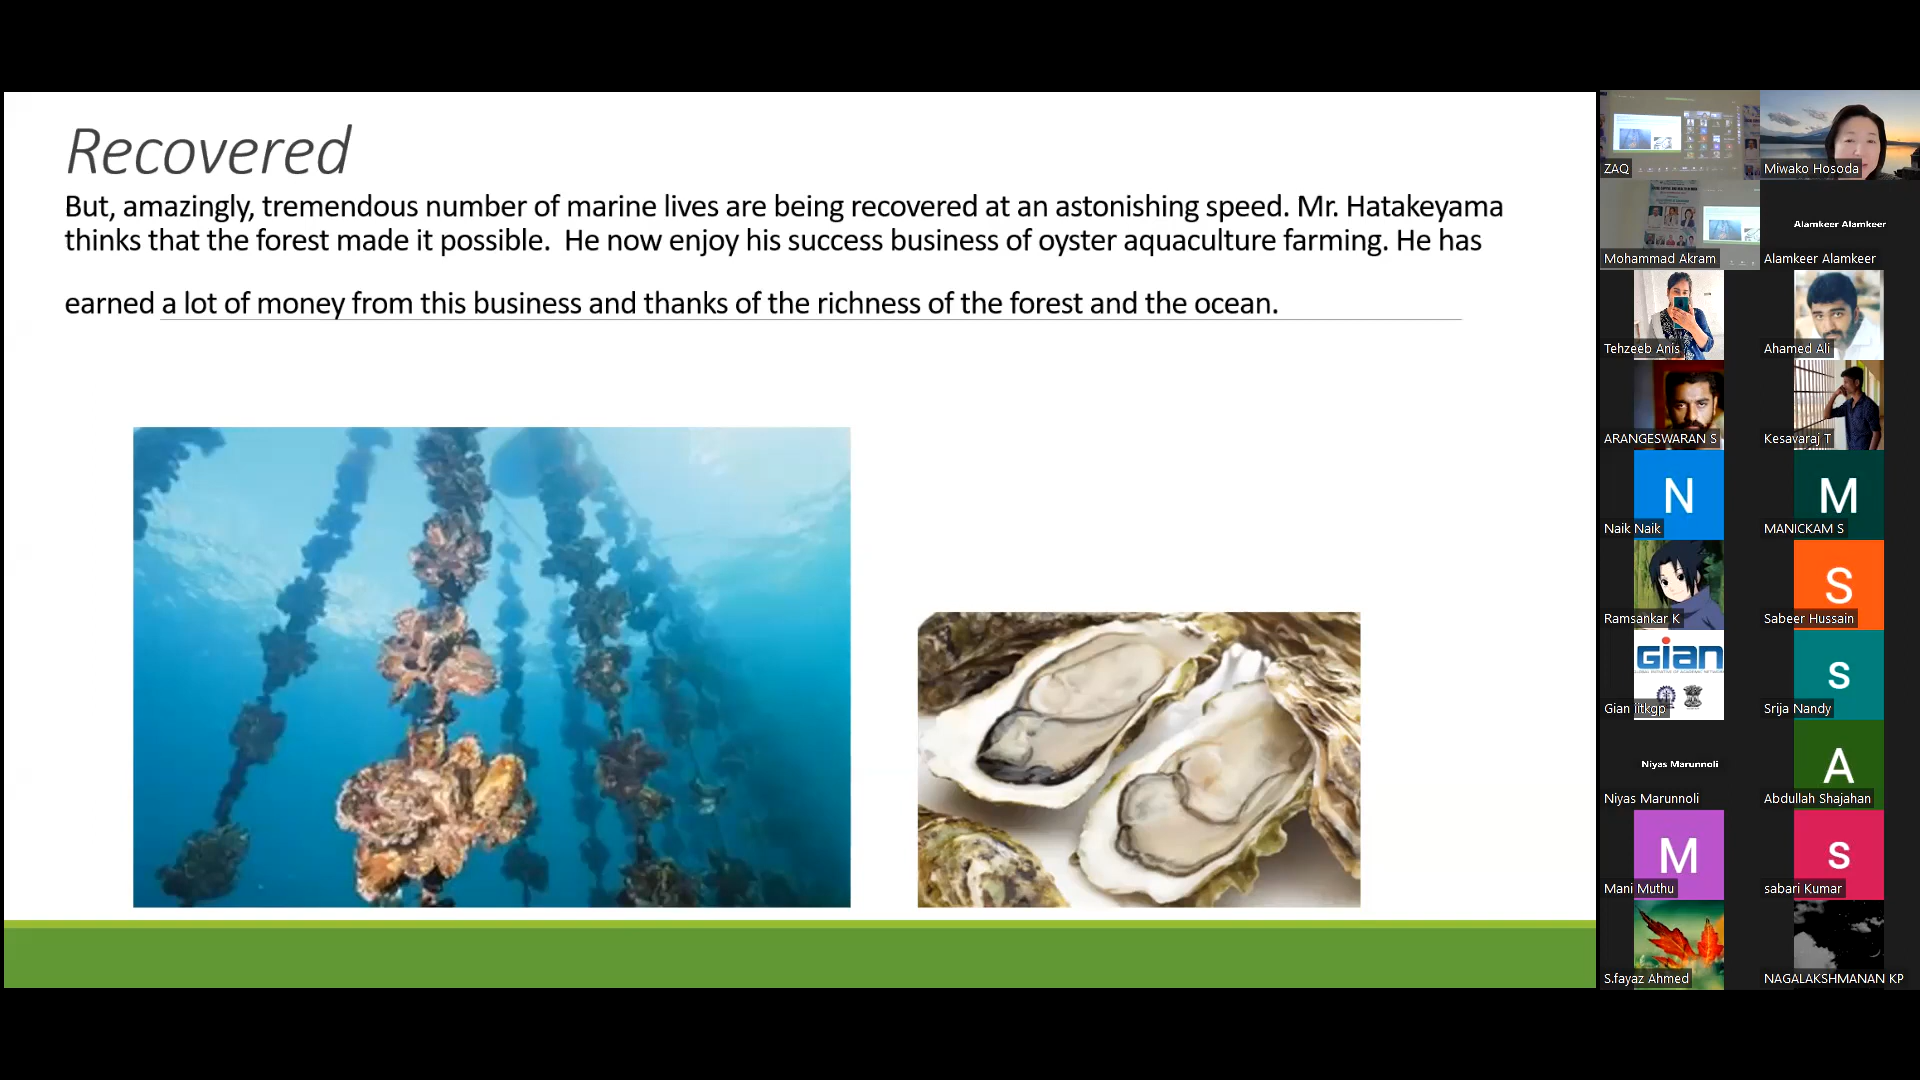 Recovered
But, amazingly, tremendous number of marine lives are being recovered at an astonishing speed. Mr. Hatakeyama
thinks that the forest made it possible.  He now enjoy his success business of oyster aquaculture farming. He has
earned a lot of money from this business and thanks of the richness of the forest and the ocean.
ZAQ
Miwako Hosoda
Mohammad Akram
Alamkeer Alamkeer
Alamkeer Alamkeer
Tehzeeb Anis
Ahamed Ali
ARANGESWARAN S
Kesavaraj T
N
Naik Naik
M
MANICKAM S
Ramsankar K
S
Sabeer Hussain
Gian
Gian iitkgp
s
Srija Nandy
Niyas Marunnoli
Niyas Marunnoli
A
Abdullah Shajahan
M
Mani Muthu
s
sabari Kumar
S.fayaz Ahmed
NAGALAKSHMANAN KP